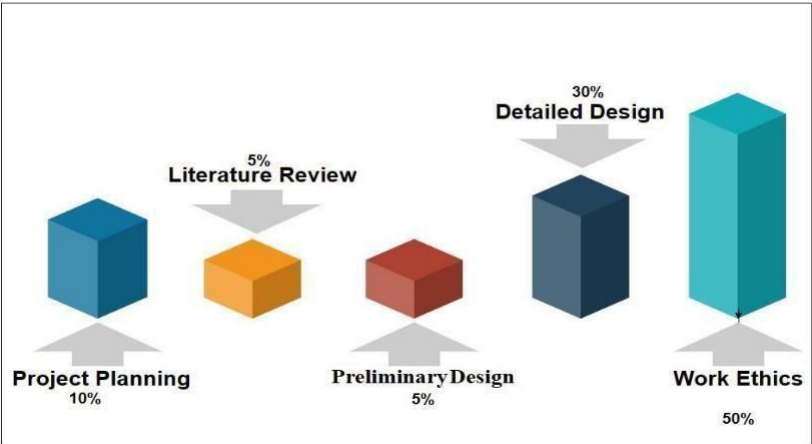 30%
Detailed Design
5%
Literature Review
Project Planning
10%
Preliminary Design
5%
Work Ethics
50%